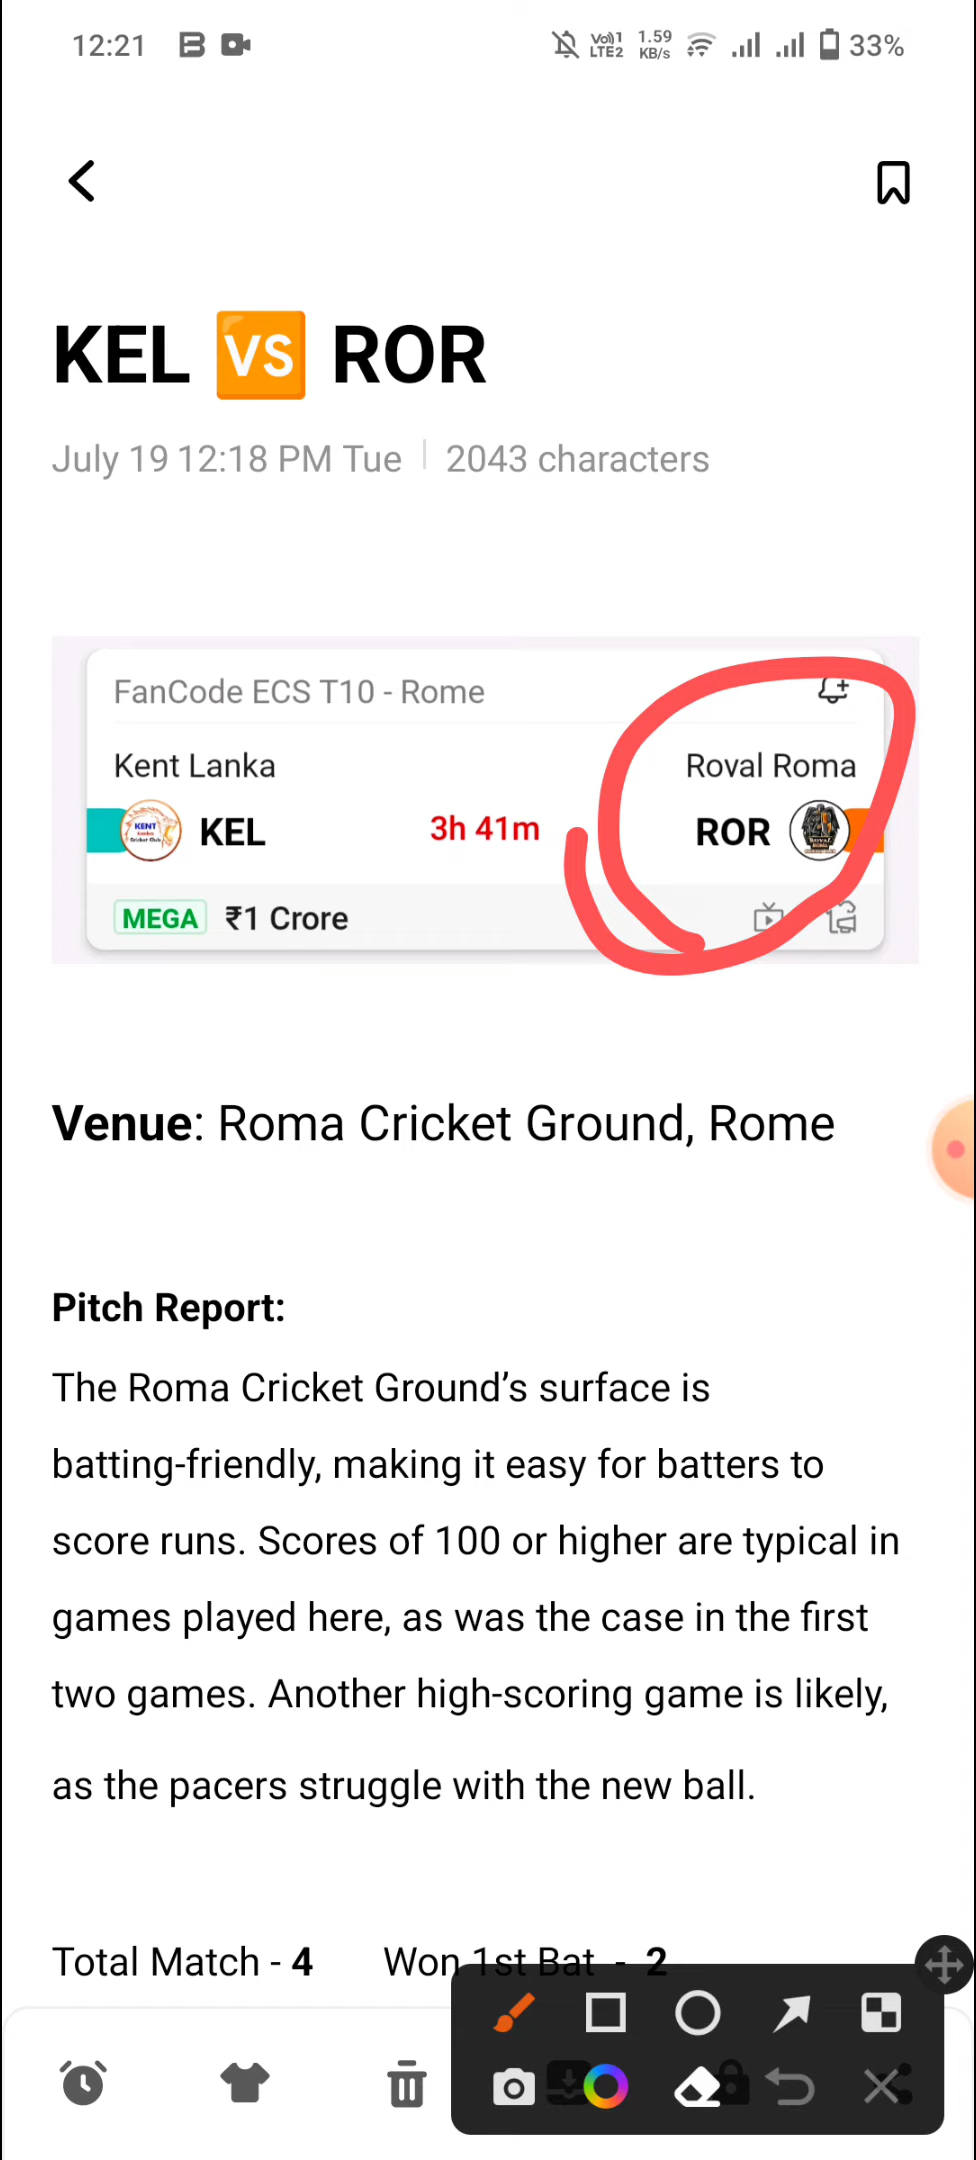 12:21 Vo)) 1 LTE2 1.59 KB/s 33%
KEL VS ROR
July 19 12:18 PM Tue | 2043 characters
FanCode ECS T10 - Rome
Kent Lanka Roval Roma
KENT
KEL 3h 41m ROR
MEGA ₹1 Crore
Venue: Roma Cricket Ground, Rome
Pitch Report:
The Roma Cricket Ground’s surface is
batting-friendly, making it easy for batters to
score runs. Scores of 100 or higher are typical in
games played here, as was the case in the first
two games. Another high-scoring game is likely,
as the pacers struggle with the new ball.
Total Match - 4 Won 1st Bat - 2